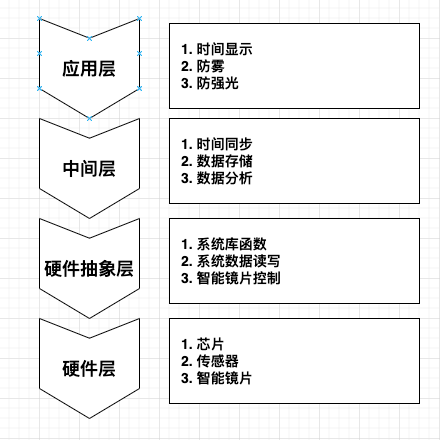 应用层
1. 时间显示
2. 防雾
3. 防强光
中间层
1. 时间同步
2. 数据存储
3. 数据分析
硬件抽象层
1. 系统库函数
2. 系统数据读写
3. 智能镜片控制
硬件层
1. 芯片
2. 传感器
3. 智能镜片